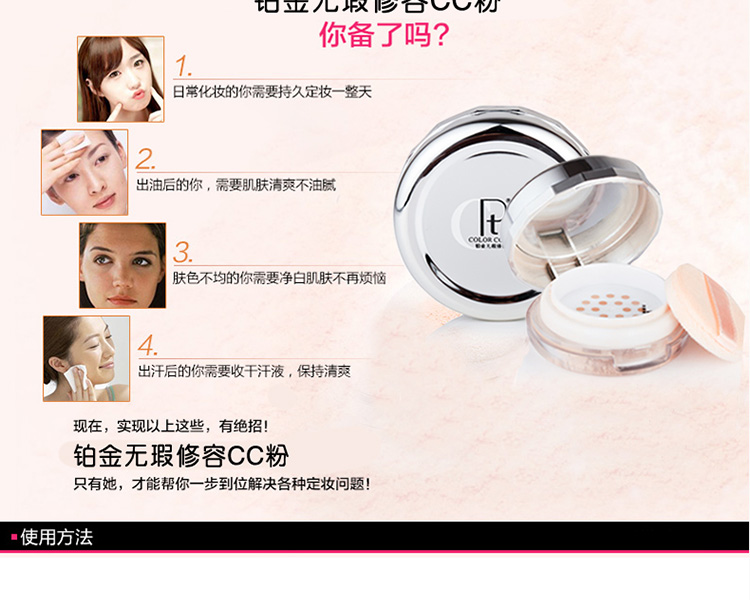 铂金无瑕修容CC粉
你备了吗?
1.
日常化妆的你需要持久定妆一整天
2.
出油后的你，需要肌肤清爽不油腻
3.
肤色不均的你需要净白肌肤不再烦恼
4.
出汗后的你需要收干汗液，保持清爽
Pt
COLOR CO
铂金无瑕修
现在，实现以上这些，有绝招！
铂金无瑕修容CC粉
只有她，才能帮你一步到位解决各种定妆问题！
使用方法